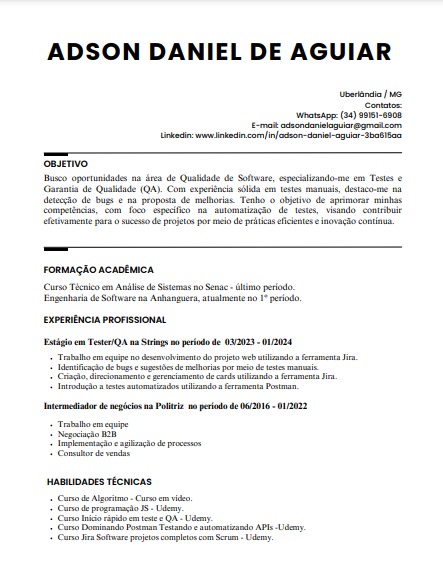 ADSON DANIEL DE AGUIAR
Uberlândia / MG
Contatos:
WhatsApp: (34) 99151-6908
E-mail: adsondanielaguiar@gmail.com
Linkedin: www.linkedin.com/in/adson-daniel-aguiar-3ba615aa
OBJETIVO
Busco oportunidades na área de Qualidade de Software, especializando-me em Testes e
Garantia de Qualidade (QA). Com experiência sólida em testes manuais, destaco-me na
detecção de bugs e na proposta de melhorias. Tenho o objetivo de aprimorar minhas
competências, com foco específico na automatização de testes, visando contribuir
efetivamente para o sucesso de projetos por meio de práticas eficientes e inovação contínua.
FORMAÇÃO ACADÊMICA
Curso Técnico em Análise de Sistemas no Senac - último período.
Engenharia de Software na Anhanguera, atualmente no 1º período.
EXPERIÊNCIA PROFISSIONAL
Estágio em Tester/QA na Strings no período de 03/2023 - 01/2024
• Trabalho em equipe no desenvolvimento do projeto web utilizando a ferramenta Jira.
• Identificação de bugs e sugestões de melhorias por meio de testes manuais.
• Criação, direcionamento e gerenciamento de cards utilizando a ferramenta Jira.
• Introdução a testes automatizados utilizando a ferramenta Postman.
Intermediador de negócios na Politriz no período de 06/2016 - 01/2022
• Trabalho em equipe
• Negociação B2B
• Implementação e agilização de processos
• Consultor de vendas
HABILIDADES TÉCNICAS
• Curso de Algoritmo - Curso em vídeo.
• Curso de programação JS - Udemy.
• Curso Início rápido em teste e QA - Udemy.
• Curso Dominando Postman Testando e automatizando APIs -Udemy.
• Curso Jira Software projetos completos com Scrum - Udemy.